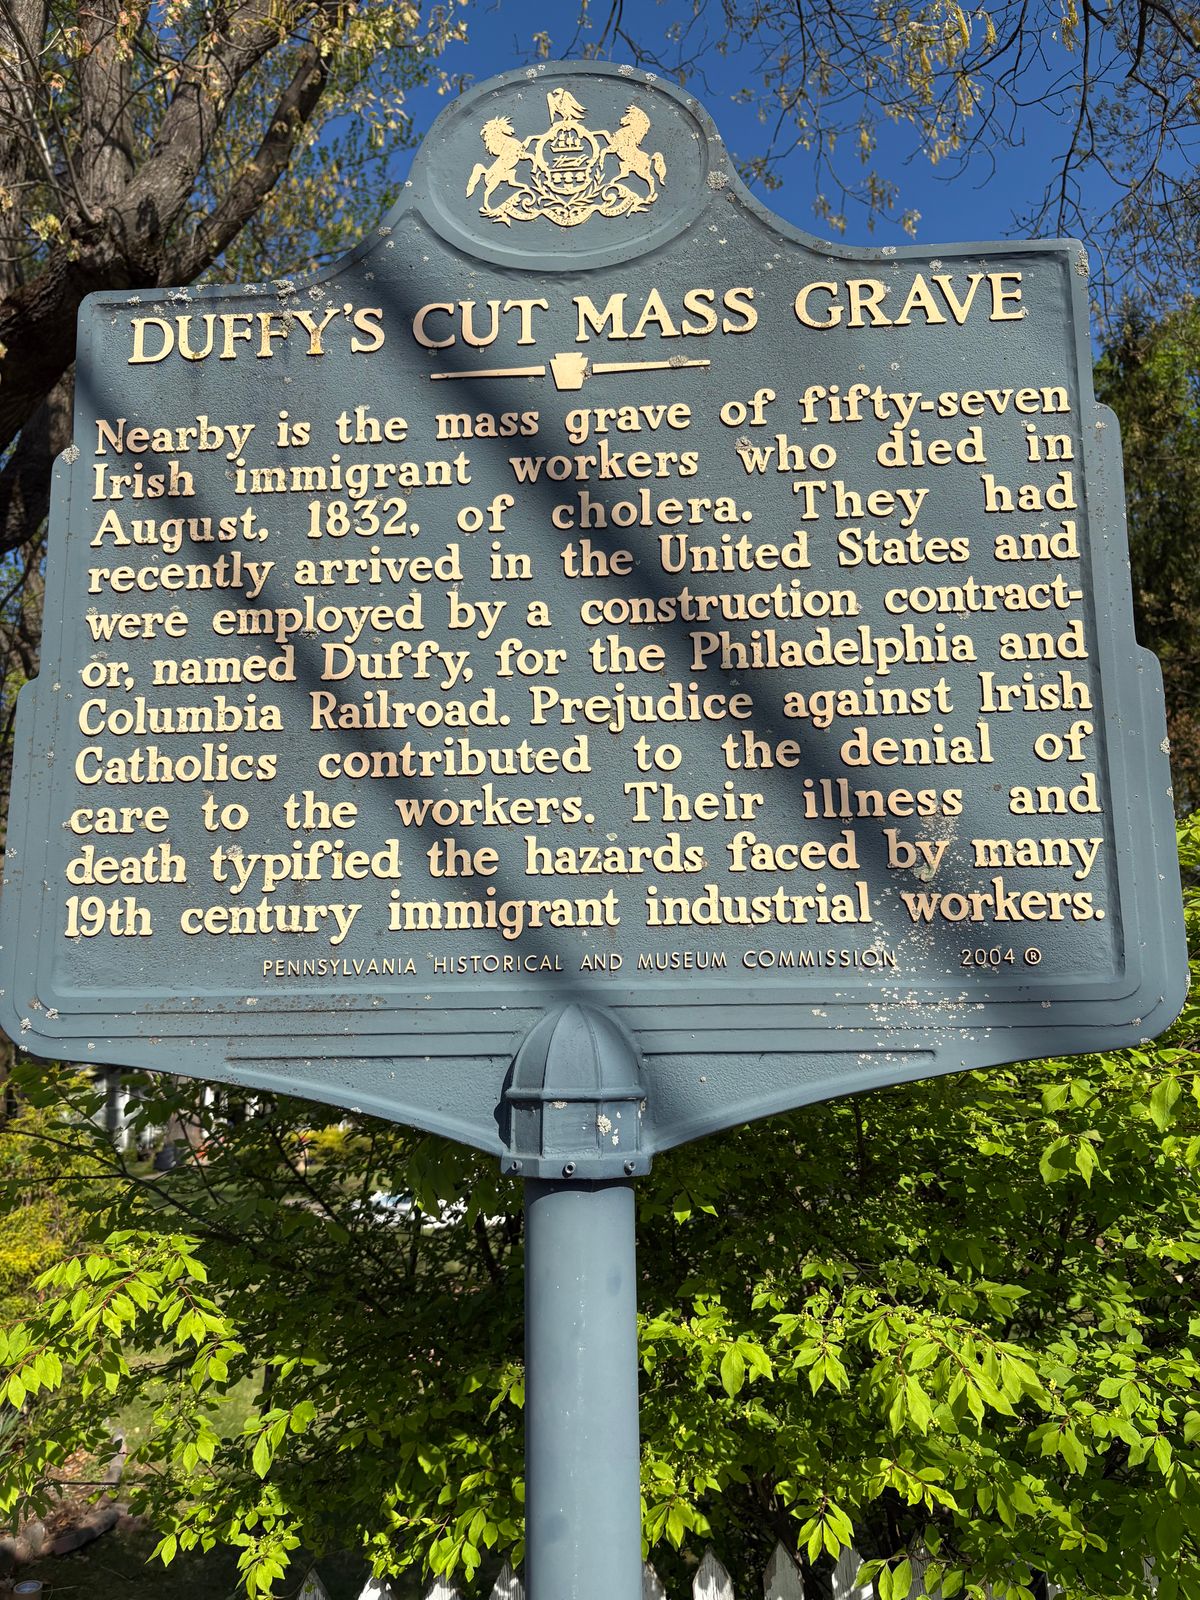 DUFFY'S CUT MASS GRAVE
Nearby is the mass grave of fifty-seven
Irish immigrant workers who died in
August, 1832, of cholera. They had
recently arrived in the United States and
were employed by a construction contract-
or, named Duffy, for the Philadelphia and
Columbia Railroad. Prejudice against Irish
Catholics contributed to the denial of
care to the workers. Their illness and
death typified the hazards faced by many
19th century immigrant industrial workers.
PENNSYLVANIA HISTORICAL AND MUSEUM COMMISSION 2004 ®